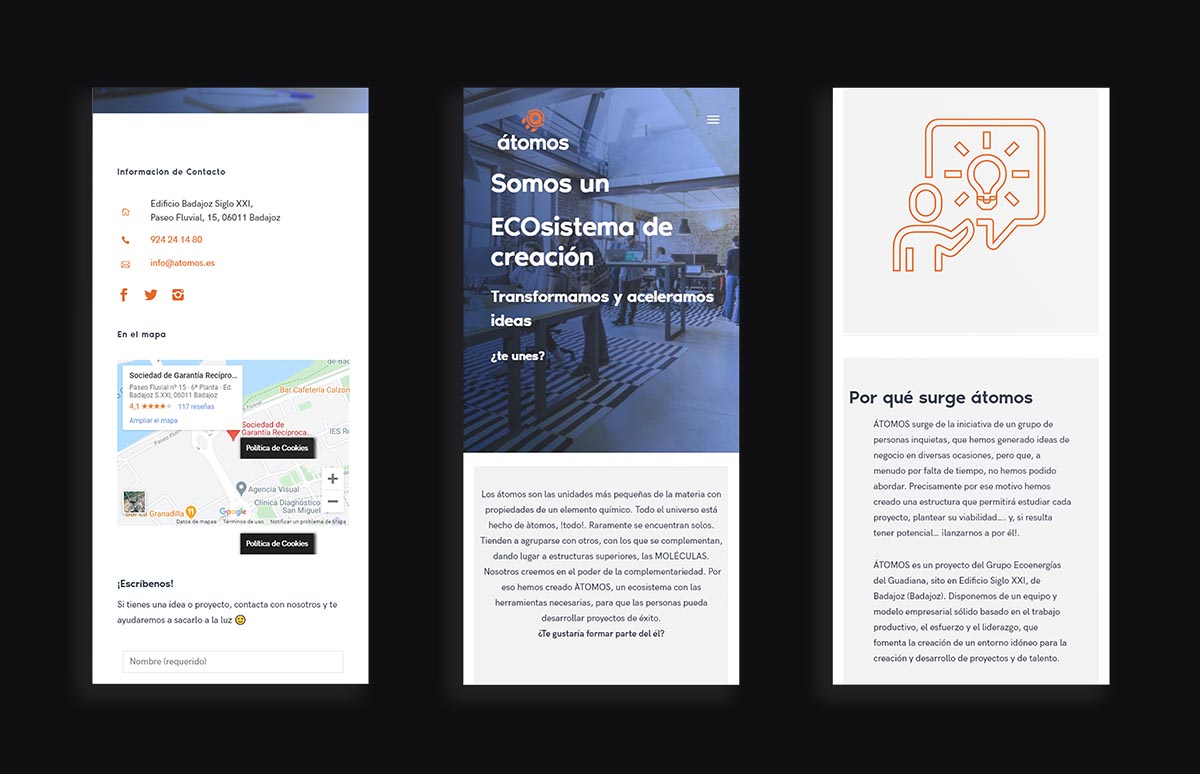 Información de Contacto
Edificio Badajoz Siglo XXI,
Paseo Fluvial, 15, 06011 Badajoz
924 24 14 80
info@atomos.es
En el mapa
Sociedad de Garantía Recípro...
Paseo Fluvial nº 15 · 6ª Planta · Ed.
Badajoz S.XXI, 06011 Badajoz
4,1 ★★★★★ 117 reseñas
Ampliar el mapa
de Bad
Bar Cafetería Calzon
Paseo Fluvial
Sociedad de
Garantía Recíproca...
IES Ro
Política de Cookies
Agencia Visual
Clínica Diagnóstico
San Miguel
Bar La Granadilla
Google
Datos de mapas
Términos de uso
Notificar un problema de Maps
Política de Cookies
¡Escríbenos!
Si tienes una idea o proyecto, contacta con nosotros y te
ayudaremos a sacarlo a la luz 🙂
Nombre (requerido)
átomos
Somos un
ECOsistema de
creación
Transformamos y aceleramos
ideas
¿te unes?
Los átomos son las unidades más pequeñas de la materia con
propiedades de un elemento químico. Todo el universo está
hecho de àtomos, !todo!. Raramente se encuentran solos.
Tienden a agruparse con otros, con los que se complementan,
dando lugar a estructuras superiores, las MOLÉCULAS.
Nosotros creemos en el poder de la complementariedad. Por
eso hemos creado ÀTOMOS, un ecosistema con las
herramientas necesarias, para que las personas pueda
desarrollar proyectos de éxito.
¿Te gustaría formar parte del él?
Por qué surge átomos
ÁTOMOS surge de la iniciativa de un grupo de
personas inquietas, que hemos generado ideas de
negocio en diversas ocasiones, pero que, a
menudo por falta de tiempo, no hemos podido
abordar. Precisamente por ese motivo hemos
creado una estructura que permitirá estudiar cada
proyecto, plantear su viabilidad.... y, si resulta
tener potencial... ¡lanzarnos a por él!.
ÁTOMOS es un proyecto del Grupo Ecoenergías
del Guadiana, sito en Edificio Siglo XXI, de
Badajoz (Badajoz). Disponemos de un equipo y
modelo empresarial sólido basado en el trabajo
productivo, el esfuerzo y el liderazgo, que
fomenta la creación de un entorno idóneo para la
creación y desarrollo de proyectos y de talento.